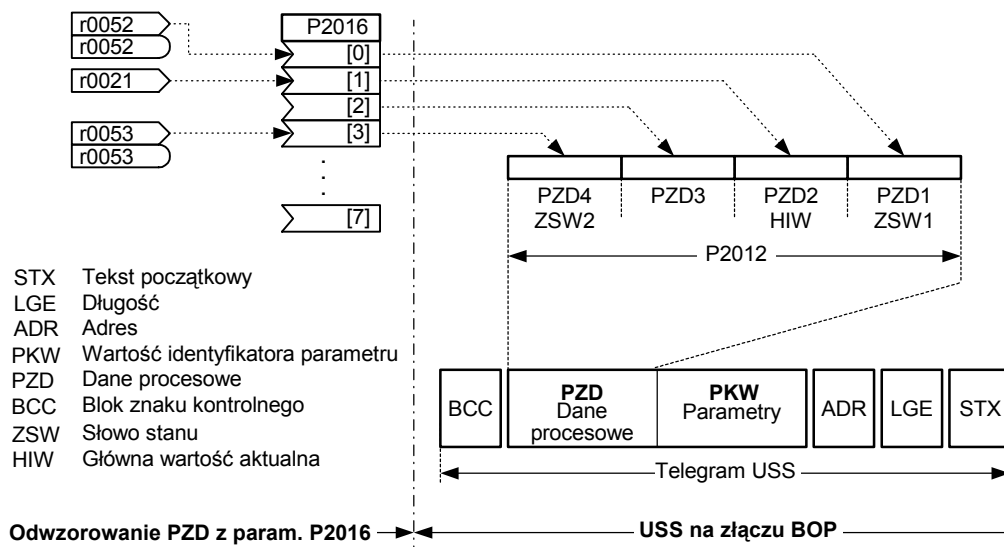 r0052
r0052
r0021
r0053
r0053
P2016
[0]
[1]
[2]
[3]
[7]
PZD4
ZSW2
PZD3
PZD2
HIW
PZD1
ZSW1
P2012
STX Tekst początkowy
LGE Długość
ADR Adres
PKW Wartość identyfikatora parametru
PZD Dane procesowe
BCC Blok znaku kontrolnego
ZSW Słowo stanu
HIW Główna wartość aktualna
BCC
PZD
Dane
procesowe
PKW
Parametry
ADR
LGE
STX
Telegram USS
Odwzorowanie PZD z param. P2016
USS na złączu BOP